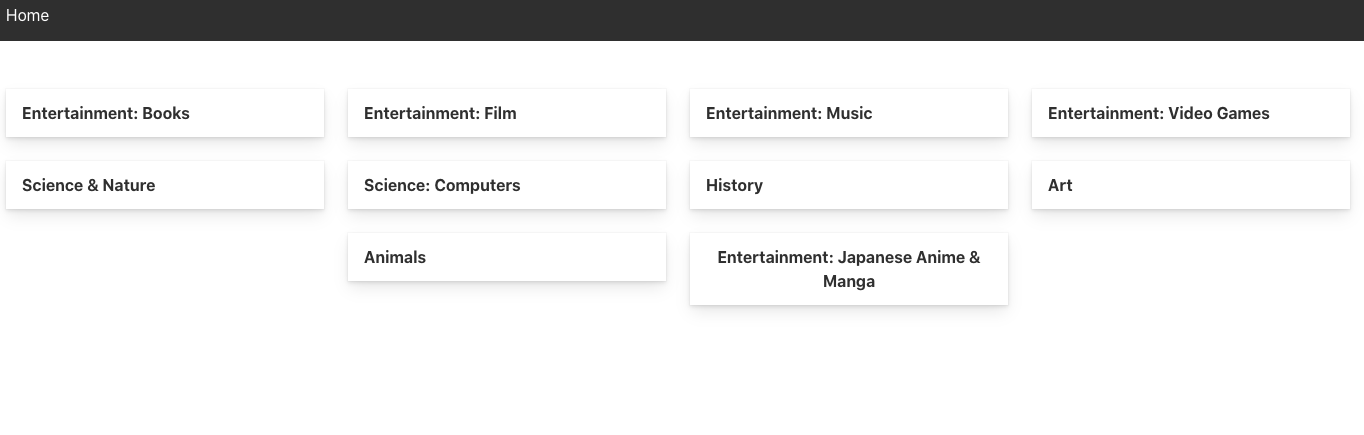 Home
Entertainment: Books
Entertainment: Film
Entertainment: Music
Entertainment: Video Games
Science & Nature
Science: Computers
History
Art
Animals
Entertainment: Japanese Anime &
Manga